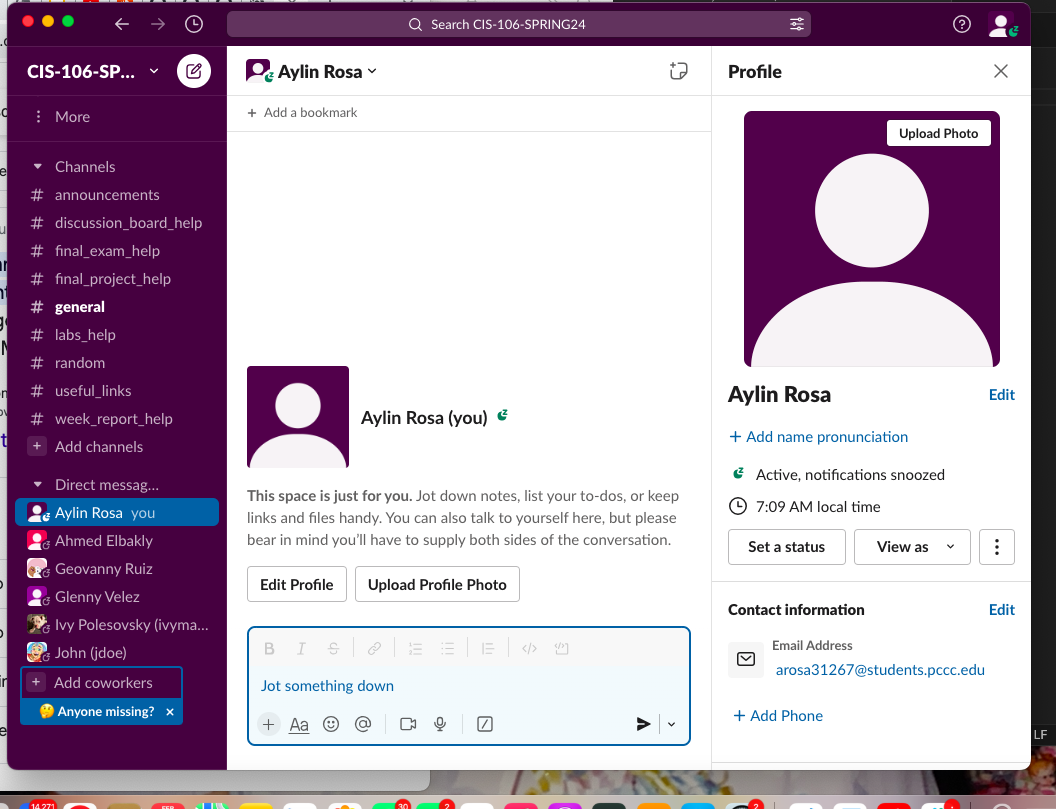 Search CIS-106-SPRING24
CIS-106-SP...
More
Channels
# announcements
# discussion_board_help
# final_exam_help
# final_project_help
# general
# labs_help
# random
# useful_links
# week_report_help
+ Add channels
Direct messag...
Aylin Rosa you
Ahmed Elbakly
Geovanny Ruiz
Glenny Velez
Ivy Polesovsky (ivyma...
John (jdoe)
+ Add coworkers
🤔 Anyone missing? ×
Aylin Rosa
+ Add a bookmark
Aylin Rosa (you)
This space is just for you. Jot down notes, list your to-dos, or keep
links and files handy. You can also talk to yourself here, but please
bear in mind you’ll have to supply both sides of the conversation.
Edit Profile
Upload Profile Photo
B I S
Jot something down
+ Aa
Profile
Upload Photo
Aylin Rosa
Edit
+ Add name pronunciation
Active, notifications snoozed
7:09 AM local time
Set a status
View as
Contact information
Edit
Email Address
arosa31267@students.pccc.edu
+ Add Phone
LF
14,271
FEB
30
2
2